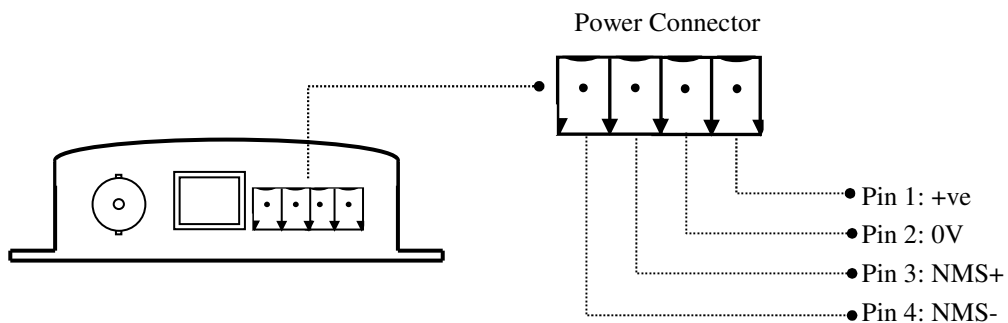 Power Connector
Pin 1: +ve
Pin 2: 0V
Pin 3: NMS+
Pin 4: NMS-